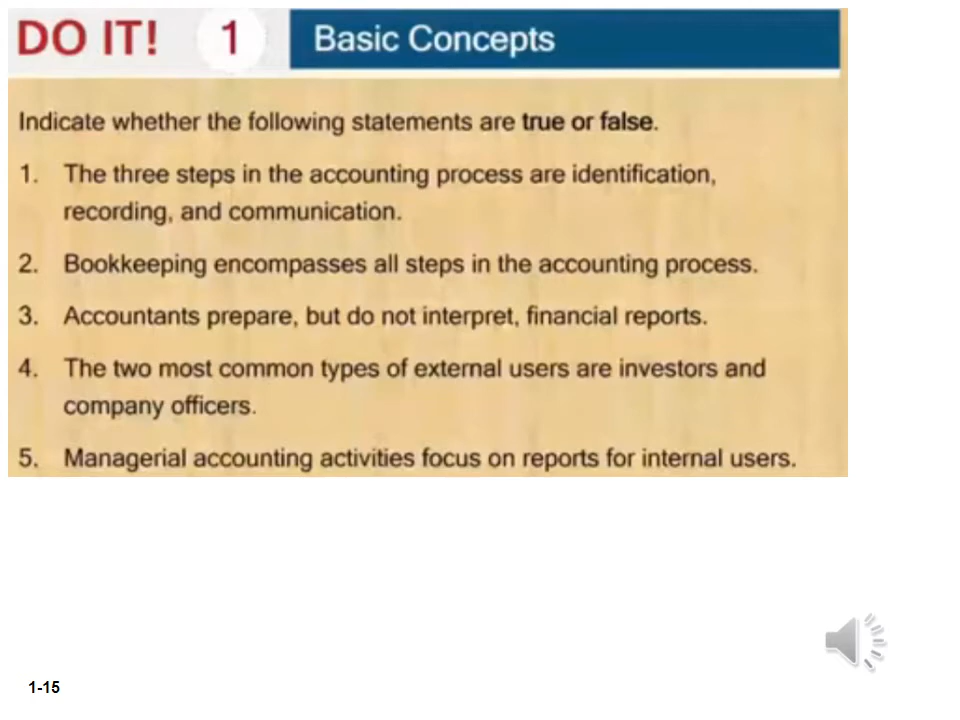 DO IT! 1 Basic Concepts
Indicate whether the following statements are true or false.
1. The three steps in the accounting process are identification,
recording, and communication.
2. Bookkeeping encompasses all steps in the accounting process.
3. Accountants prepare, but do not interpret, financial reports.
4. The two most common types of external users are investors and
company officers.
5. Managerial accounting activities focus on reports for internal users.
1-15